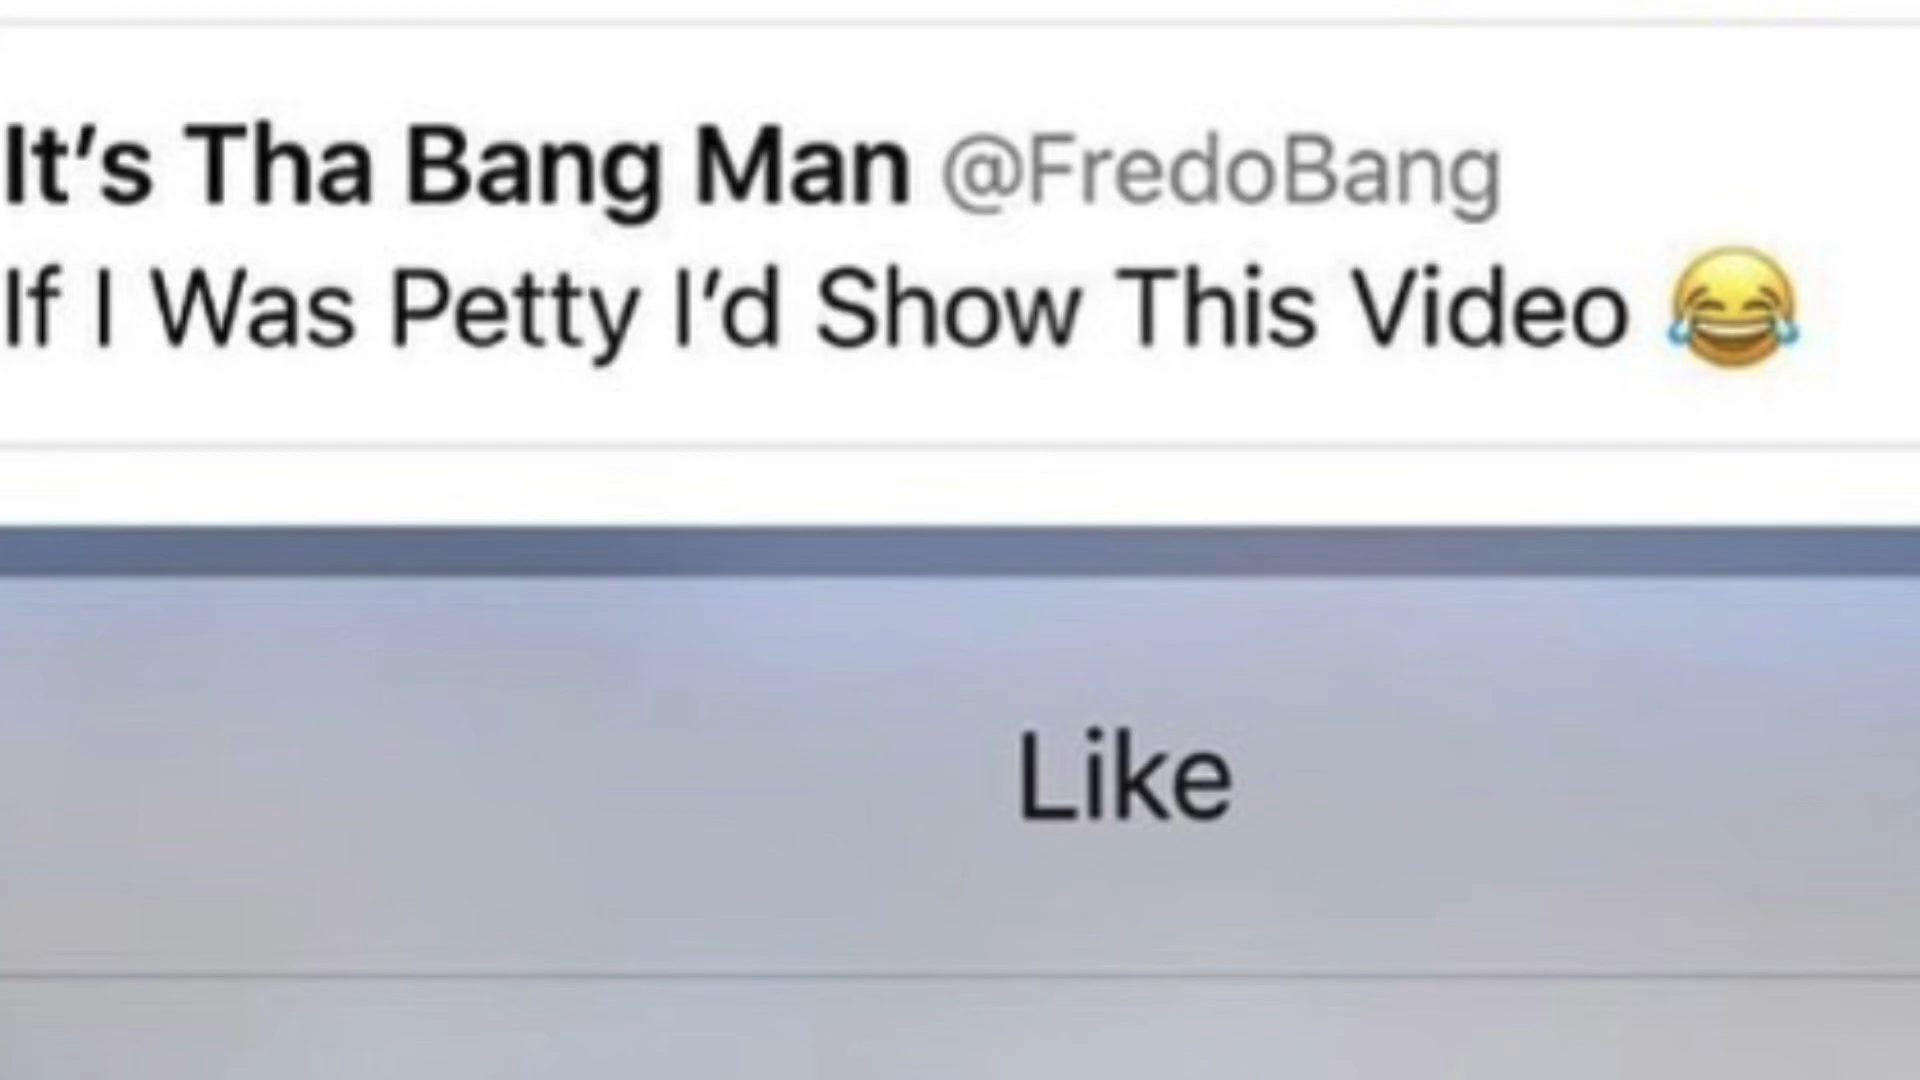 It's Tha Bang Man @FredoBang
If I Was Petty I'd Show This Video 😂
Like